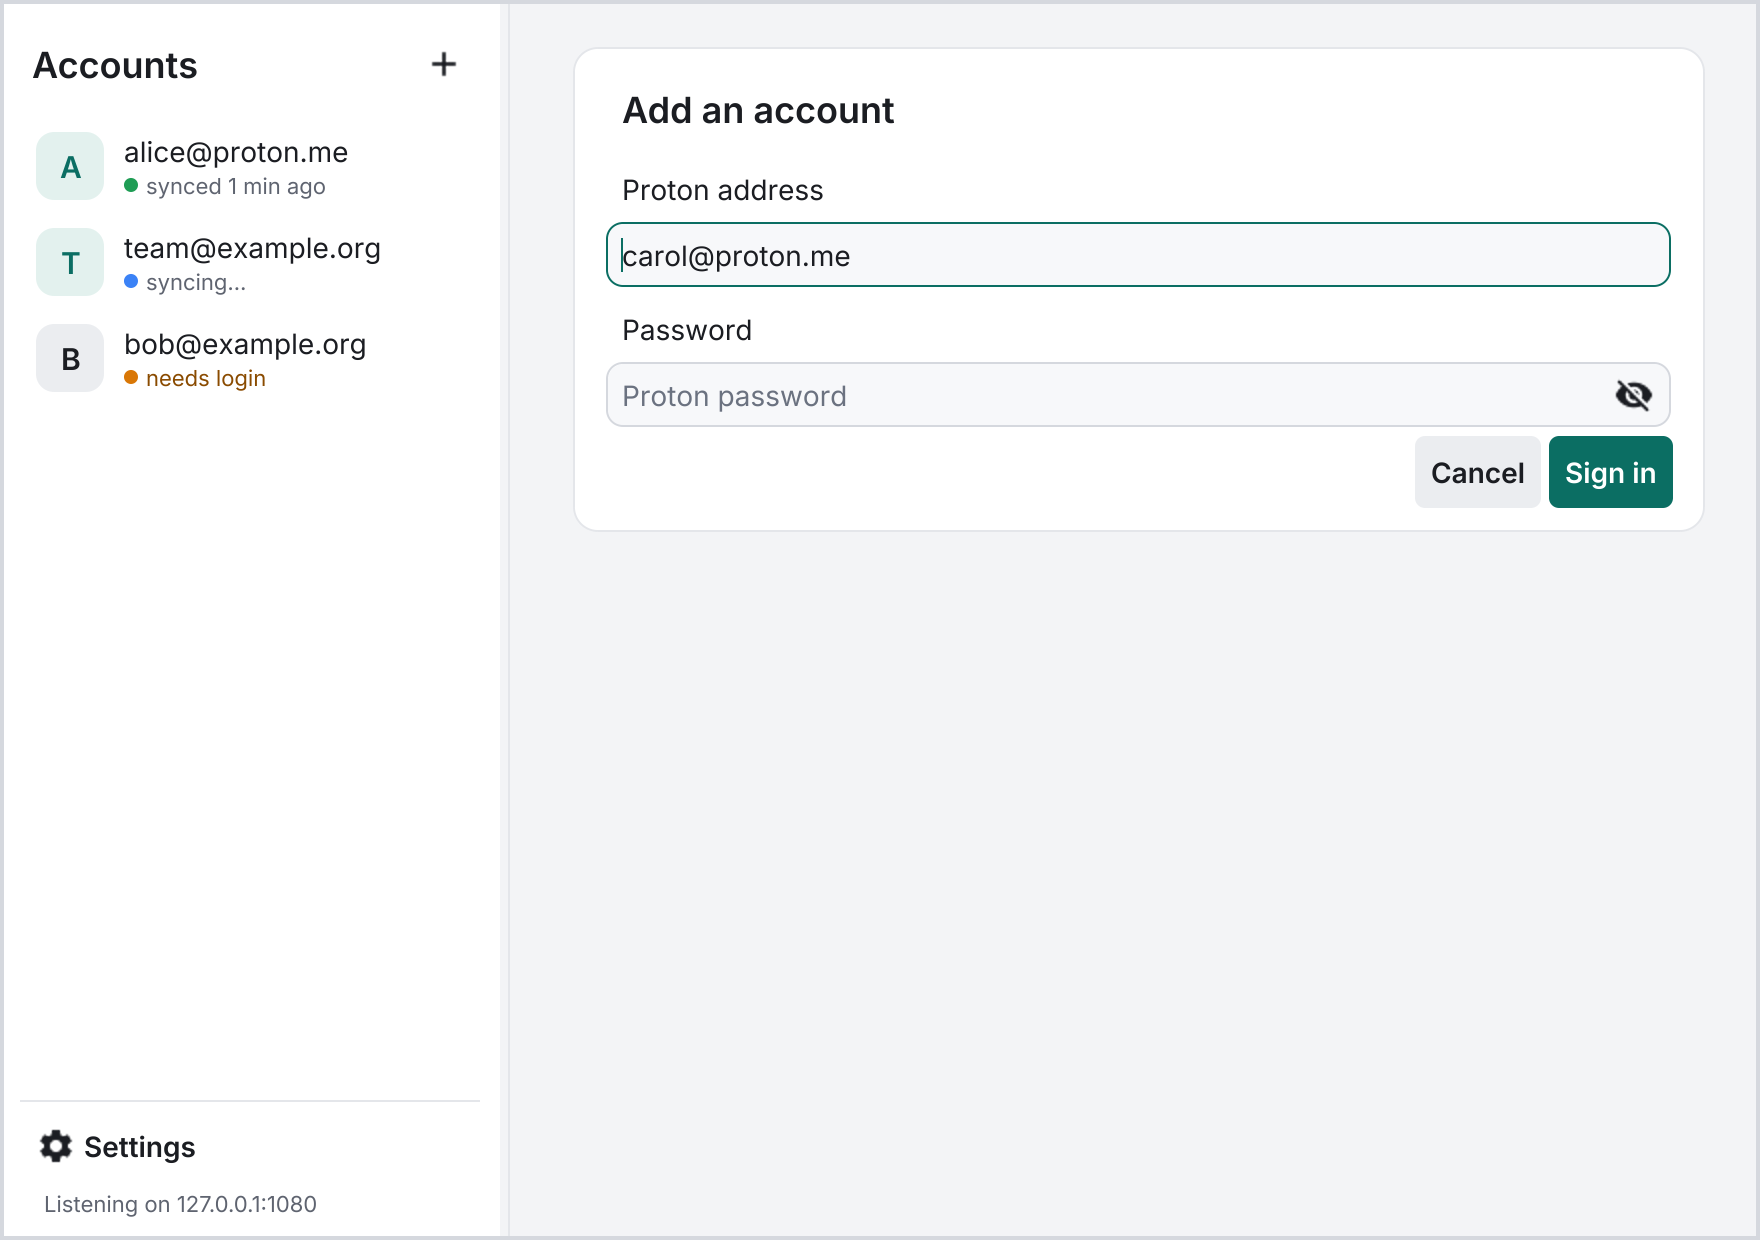 Accounts
A
alice@proton.me
synced 1 min ago
T
team@example.org
syncing...
B
bob@example.org
needs login
Settings
Listening on 127.0.0.1:1080
Add an account
Proton address
carol@proton.me
Password
Proton password
Cancel
Sign in